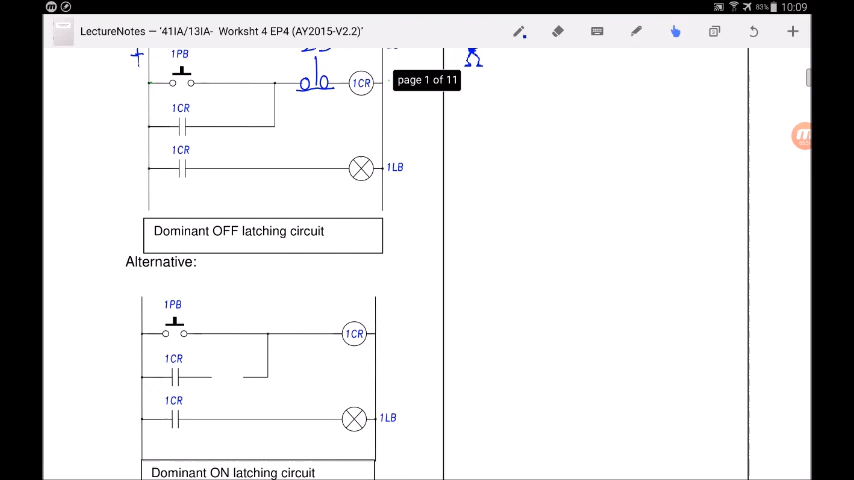 83% 10:09
LectureNotes — '41IA/13IA- Worksht 4 EP4 (AY2015-V2.2)'
1PB
page 1 of 11
1CR
1CR
1CR
1LB
Dominant OFF latching circuit
Alternative:
1PB
1CR
1CR
1CR
1LB
Dominant ON latching circuit